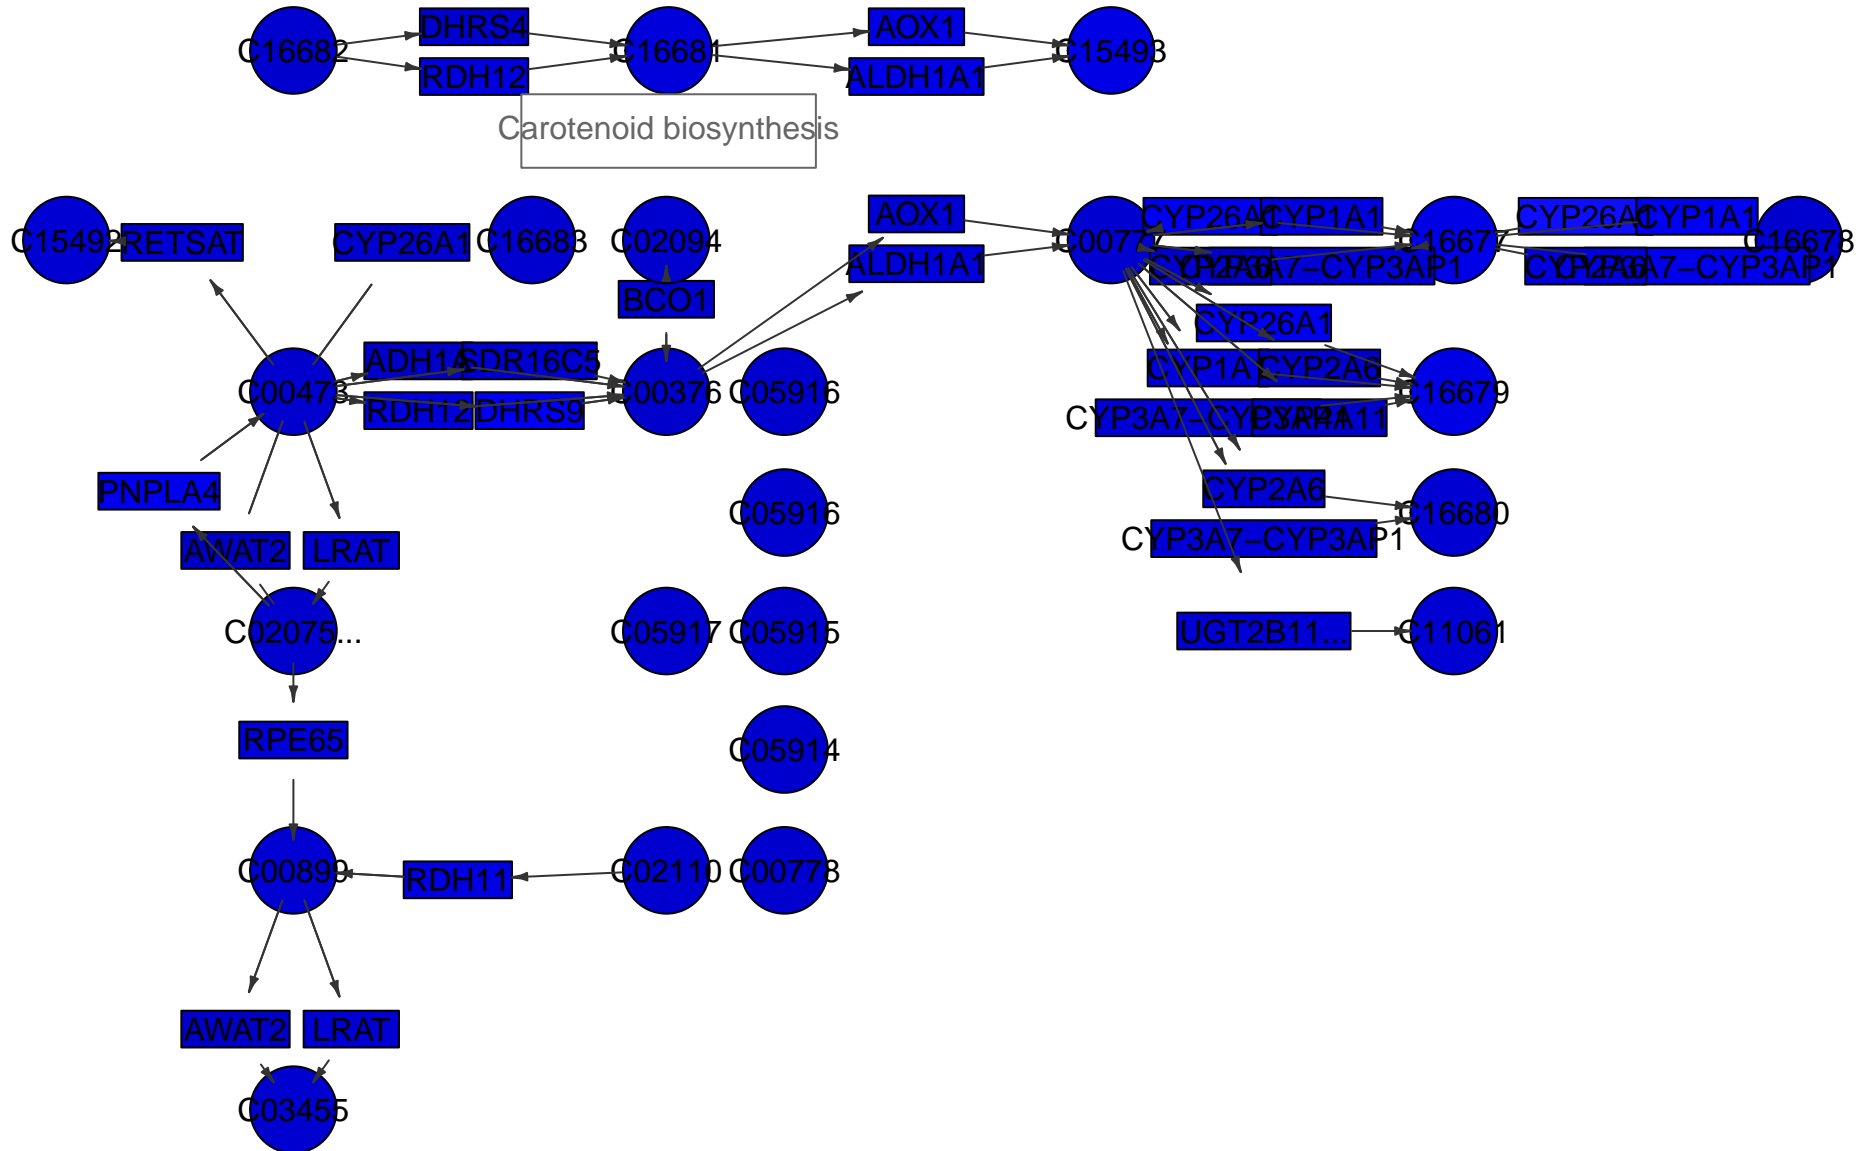 C16682
DHRS4
RDH12
C16681
AOX1
ALDH1A1
C15493
Carotenoid biosynthesis
C15492
RETSAT
CYP26A1
C16683
C02094
BCO1
AOX1
ALDH1A1
CYP26A1
CYP1A1
CYP2A6
CYP3A7–CYP3AP1
C16677
CYP26A1
CYP1A1
CYP2A6
CYP3A7–CYP3AP1
C16678
C00473
SDR16C5
RDH12
DHRS9
C00376
C05916
CYP26A1
CYP1A1
CYP2A6
C16679
PNPLA4
AWAT2
LRAT
C05916
CYP2A6
CYP3A7–CYP3AP1
C16680
C02075...
C05917
C05915
UGT2B11...
C11061
RPE65
C05914
C00899
RDH11
C02110
C00778
AWAT2
LRAT
C03455